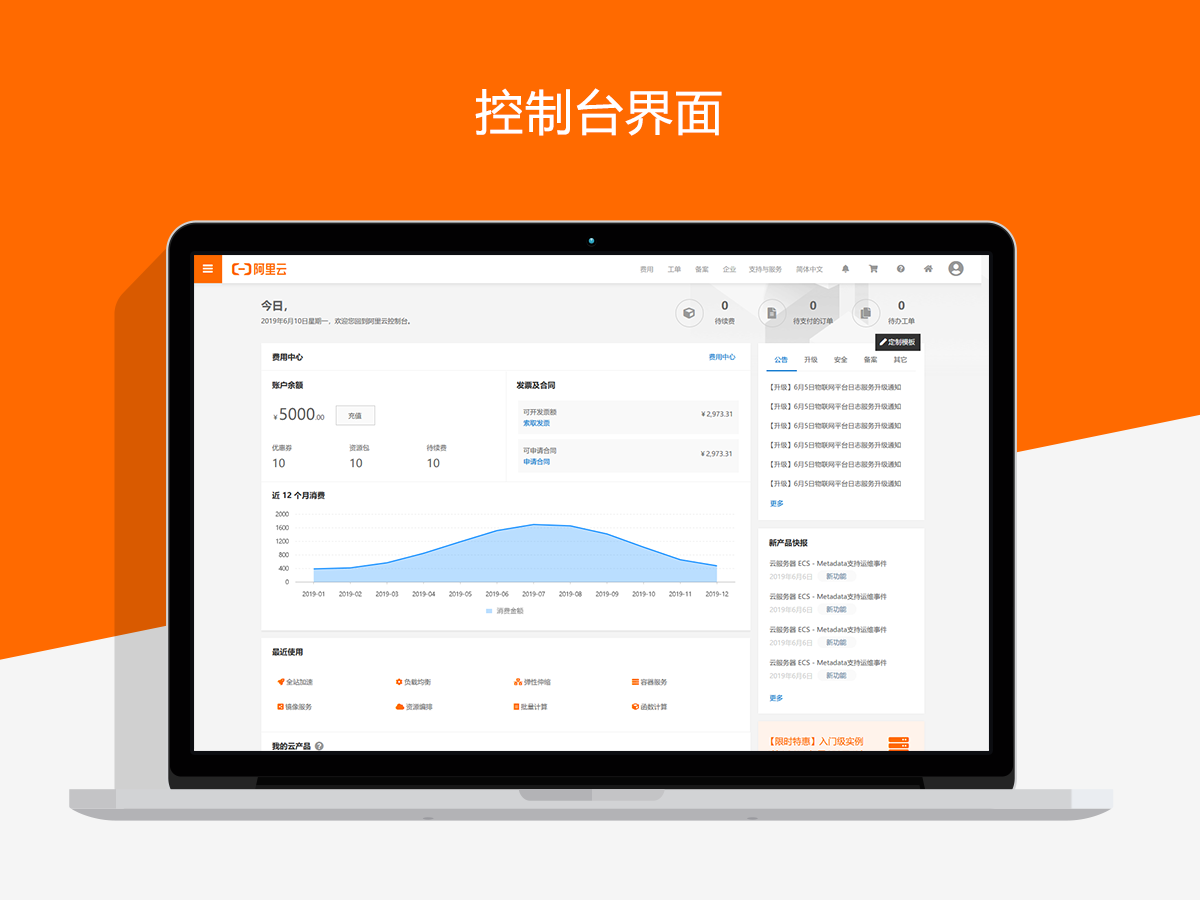 控制台界面
阿里云
费用 工单 备案 企业 支持与服务 简体中文
今日，
2019年6月10日星期一，欢迎您回到阿里云控制台。
0 待续费
0 待支付的订单
0 待办工单
定制模板
费用中心 费用中心
账户余额
¥ 5000.00 充值
优惠券 资源包 待续费
10 10 10
发票及合同
可开发票额 ¥ 2,973.31
索取发票
可申请合同 ¥ 2,973.31
申请合同
近 12 个月消费
2000
1600
1200
800
400
0
2019-01 2019-02 2019-03 2019-04 2019-05 2019-06 2019-07 2019-08 2019-09 2019-10 2019-11 2019-12
消费金额
最近使用
全站加速 负载均衡 弹性伸缩 容器服务
镜像服务 资源编排 批量计算 函数计算
我的云产品
公告 升级 安全 备案 其它
【升级】6月5日物联网平台日志服务升级通知
【升级】6月5日物联网平台日志服务升级通知
【升级】6月5日物联网平台日志服务升级通知
【升级】6月5日物联网平台日志服务升级通知
【升级】6月5日物联网平台日志服务升级通知
【升级】6月5日物联网平台日志服务升级通知
更多
新产品快报
云服务器 ECS - Metadata支持运维事件
2019年6月6日 新功能
云服务器 ECS - Metadata支持运维事件
2019年6月6日 新功能
云服务器 ECS - Metadata支持运维事件
2019年6月6日 新功能
云服务器 ECS - Metadata支持运维事件
2019年6月6日 新功能
更多
【限时特惠】入门级实例